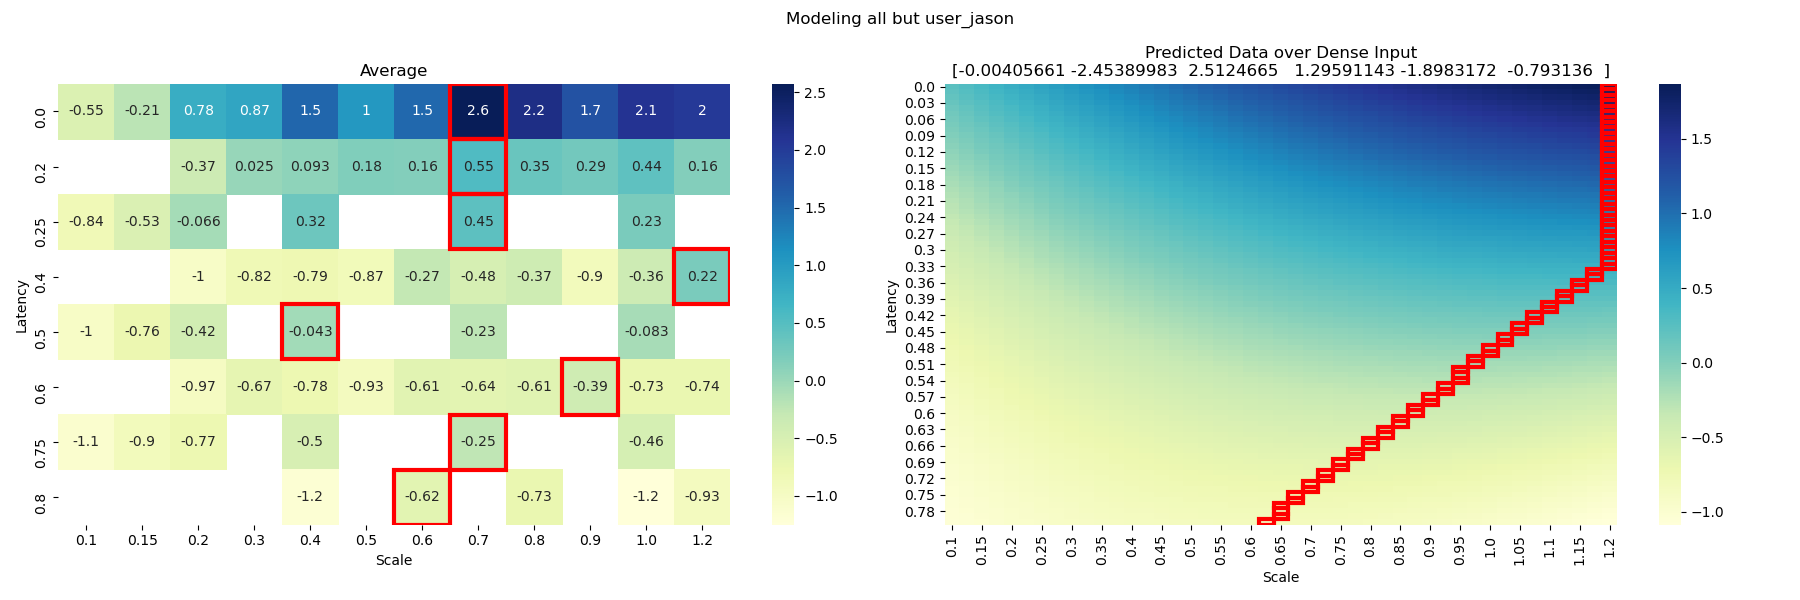 Modeling all but user_jason
Average
Latency
0.0 -0.55 -0.21 0.78 0.87 1.5 1 1.5 2.6 2.2 1.7 2.1 2
0.2 -0.37 0.025 0.093 0.18 0.16 0.55 0.35 0.29 0.44 0.16
0.25 -0.84 -0.53 -0.066 0.32 0.45 0.23
0.4 -1 -0.82 -0.79 -0.87 -0.27 -0.48 -0.37 -0.9 -0.36 0.22
0.5 -1 -0.76 -0.42 -0.043 -0.23 -0.083
0.6 -0.97 -0.67 -0.78 -0.93 -0.61 -0.64 -0.61 -0.39 -0.73 -0.74
0.75 -1.1 -0.9 -0.77 -0.5 -0.25 -0.46
0.8 -1.2 -0.62 -0.73 -1.2 -0.93
0.1 0.15 0.2 0.3 0.4 0.5 0.6 0.7 0.8 0.9 1.0 1.2
Scale
2.5
2.0
1.5
1.0
0.5
0.0
−0.5
−1.0
Predicted Data over Dense Input
[-0.00405661 -2.45389983 2.5124665 1.29591143 -1.8983172 -0.793136 ]
Latency
0.0
0.03
0.06
0.09
0.12
0.15
0.18
0.21
0.24
0.27
0.3
0.33
0.36
0.39
0.42
0.45
0.48
0.51
0.54
0.57
0.6
0.63
0.66
0.69
0.72
0.75
0.78
0.1 0.15 0.2 0.25 0.3 0.35 0.4 0.45 0.5 0.55 0.6 0.65 0.7 0.75 0.8 0.85 0.9 0.95 1.0 1.05 1.1 1.15 1.2
Scale
1.5
1.0
0.5
0.0
−0.5
−1.0